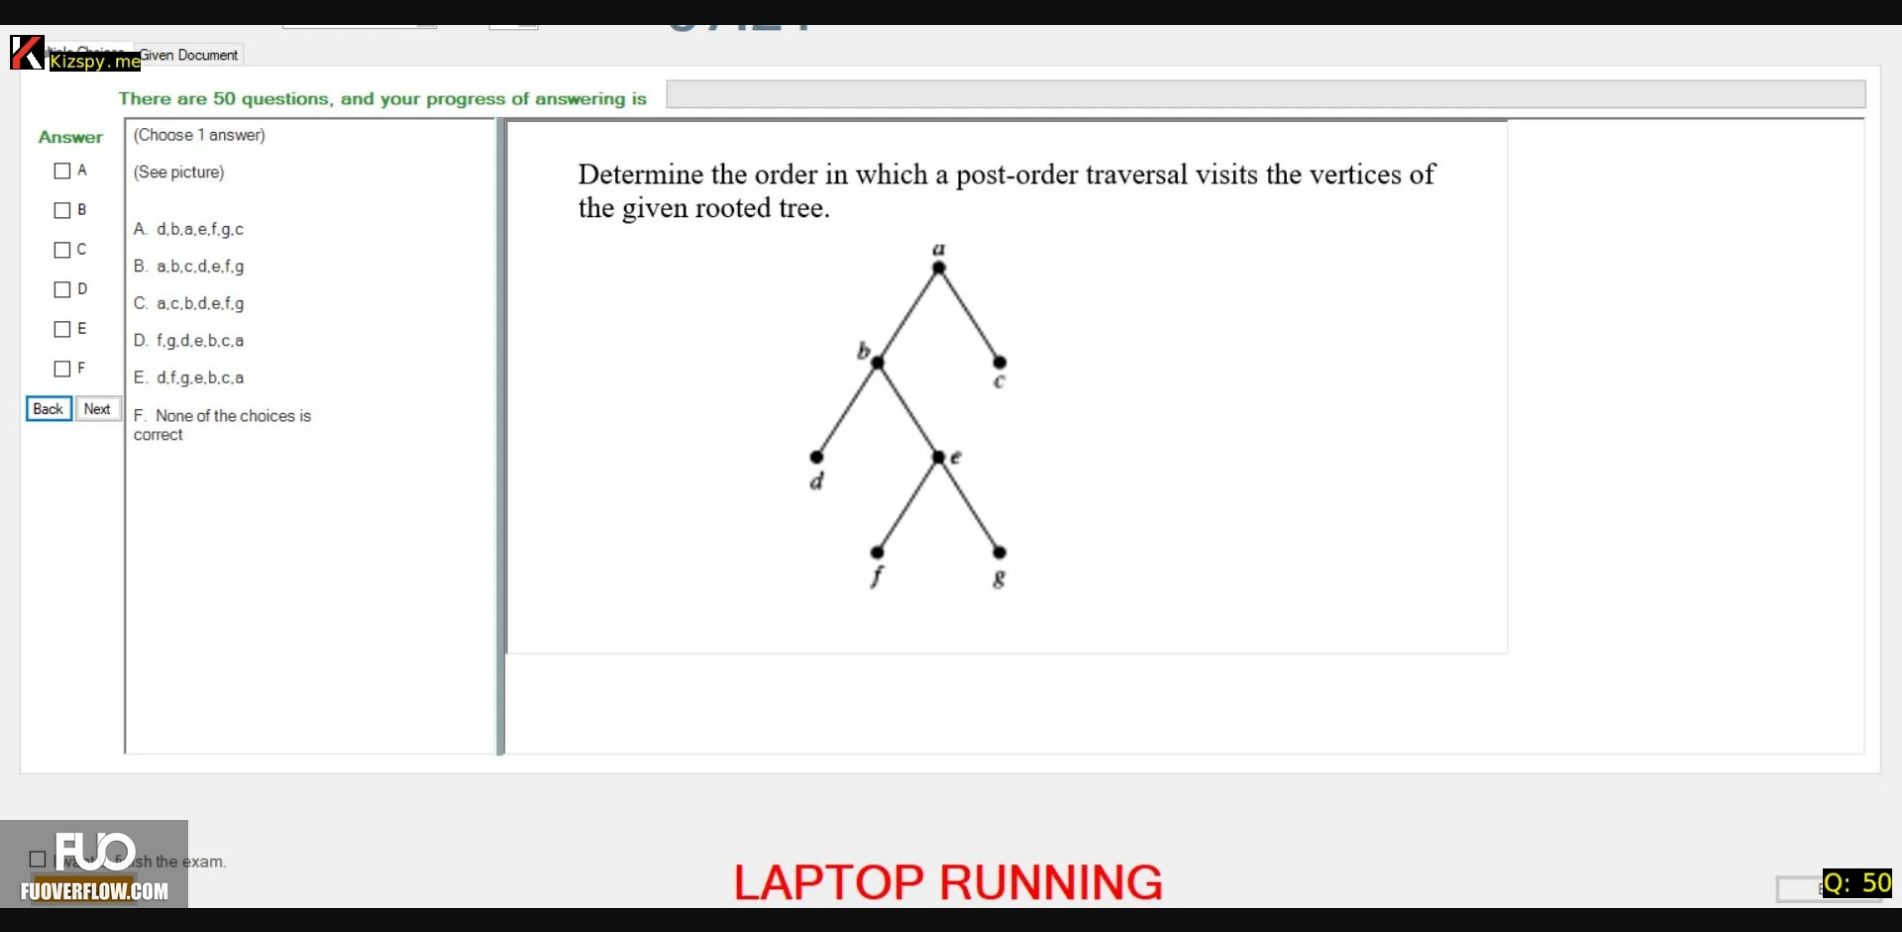 Kizspy.me
Given Document
There are 50 questions, and your progress of answering is
Answer
A
B
C
D
E
F
Back
Next
(Choose 1 answer)
(See picture)
A. d,b,a,e,f,g,c
B. a,b,c,d,e,f,g
C. a,c,b,d,e,f,g
D. f,g,d,e,b,c,a
E. d,f,g,e,b,c,a
F. None of the choices is
correct
Determine the order in which a post-order traversal visits the vertices of
the given rooted tree.
a
b
c
d
e
f
g
FUO
the exam.
FUOVERFLOW.COM
LAPTOP RUNNING
Q: 50